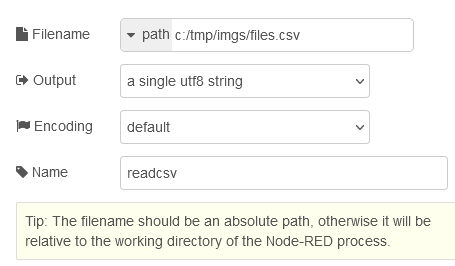 Filename path c:/tmp/imgs/files.csv
Output a single utf8 string
Encoding default
Name readcsv
Tip: The filename should be an absolute path, otherwise it will be
relative to the working directory of the Node-RED process.